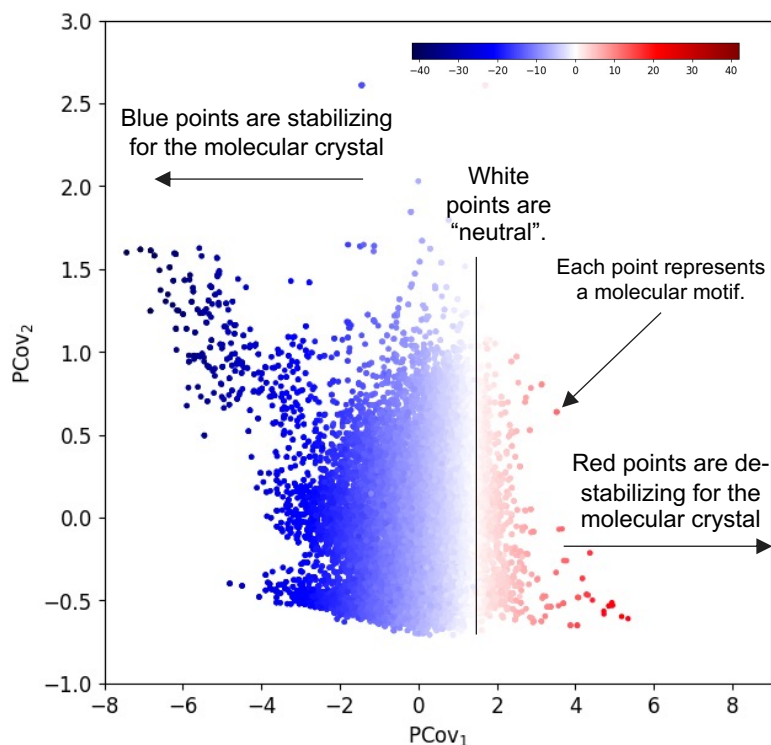 3.0
2.5
2.0
1.5
1.0
0.5
0.0
−0.5
−1.0
PCov2
−8
−6
−4
−2
0
2
4
6
8
PCov1
−40
−30
−20
−10
0
10
20
30
40
Blue points are stabilizing
for the molecular crystal
White
points are
“neutral”.
Each point represents
a molecular motif.
Red points are de-
stabilizing for the
molecular crystal